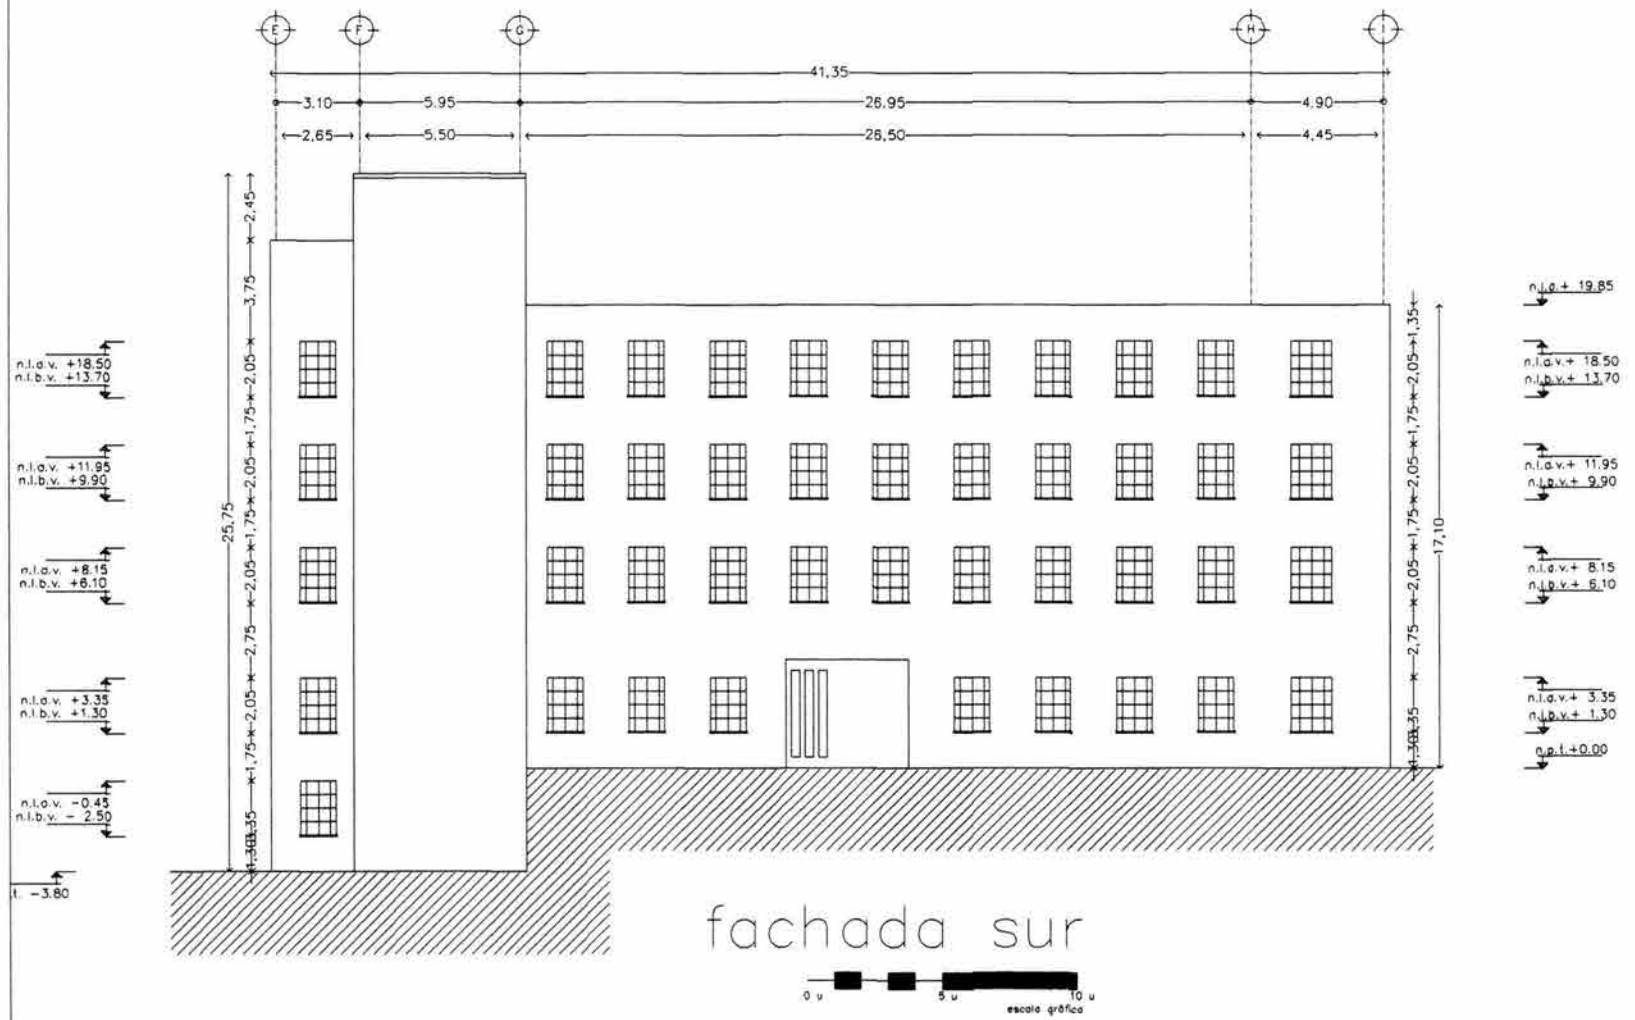 E F G H I
41,35
3.10 5.95 26.95 4.90
2,65 5.50 26,50 4,45
2,45
3,75
2,05
1,75
2,05
1,75
2,05
2,75
2,05
1,75
25,75
1,35
2,05
1,75
2,05
1,75
2,05
2,75
17,10
n.l.a.v. +18.50
n.l.b.v. +13.70
n.l.a.v. +11.95
n.l.b.v. +9.90
n.l.a.v. +8.15
n.l.b.v. +6.10
n.l.a.v. +3.35
n.l.b.v. +1.30
n.l.a.v. -0.45
n.l.b.v. - 2.50
t. -3.80
n.l.a.+ 19.85
n.l.a.v.+ 18.50
n.l.b.v.+ 13.70
n.l.a.v.+ 11.95
n.l.b.v.+ 9.90
n.l.a.v.+ 8.15
n.l.b.v.+ 6.10
n.l.a.v.+ 3.35
n.l.b.v.+ 1.30
n.p.t.+0.00
fachada sur
0 u 5 u 10 u
escala gráfica